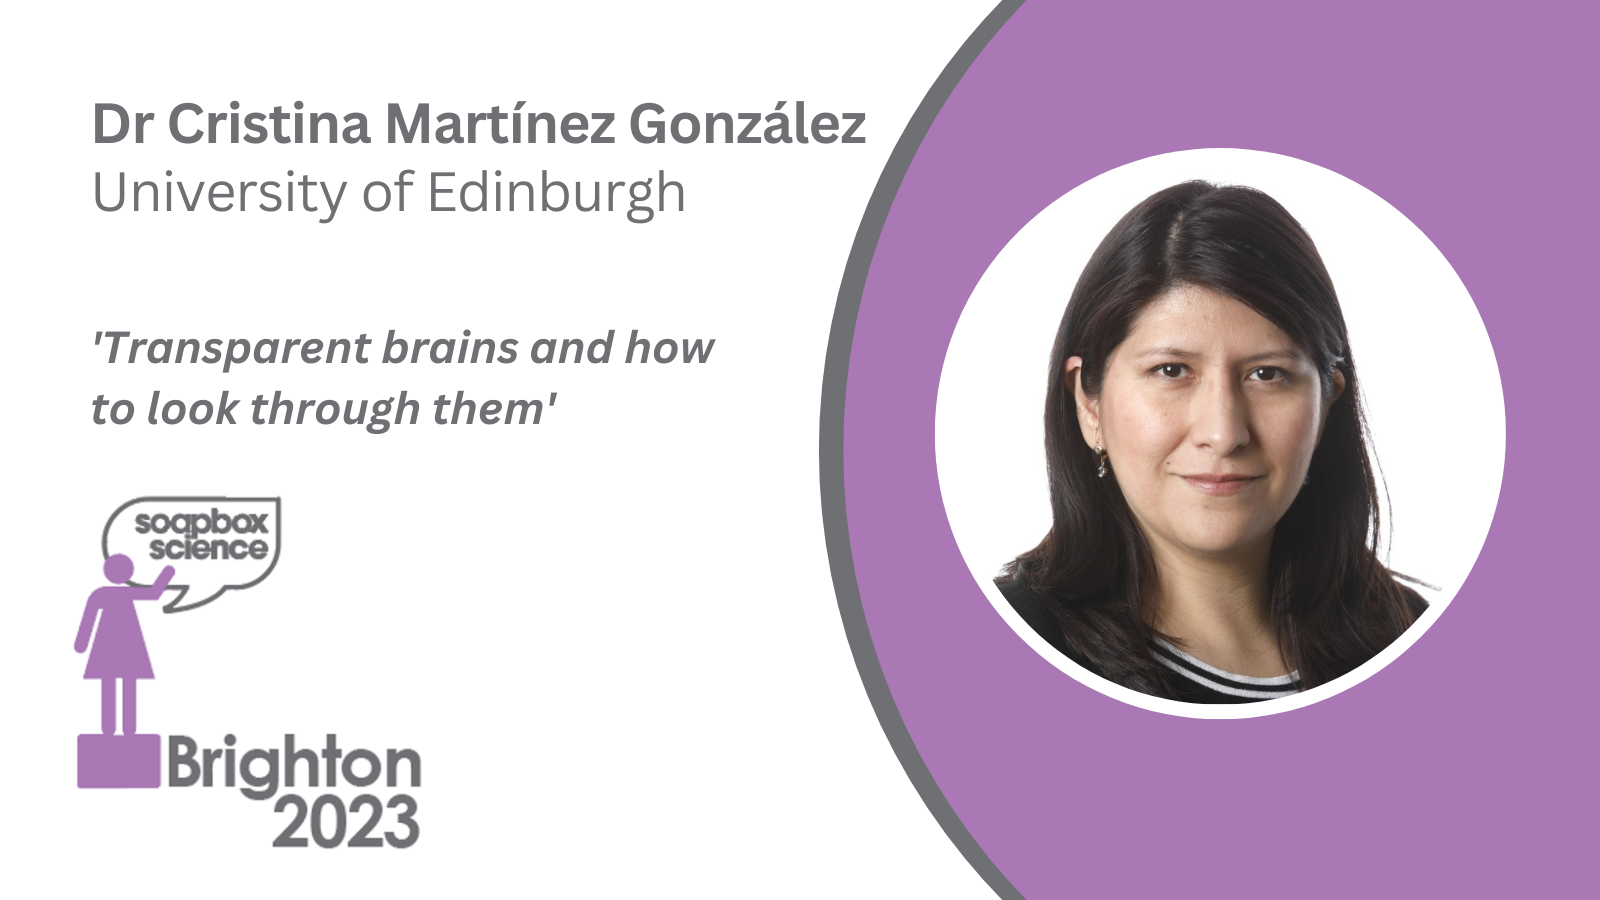 Dr Cristina Martínez González
University of Edinburgh
'Transparent brains and how
to look through them'
soapbox
science
Brighton
2023